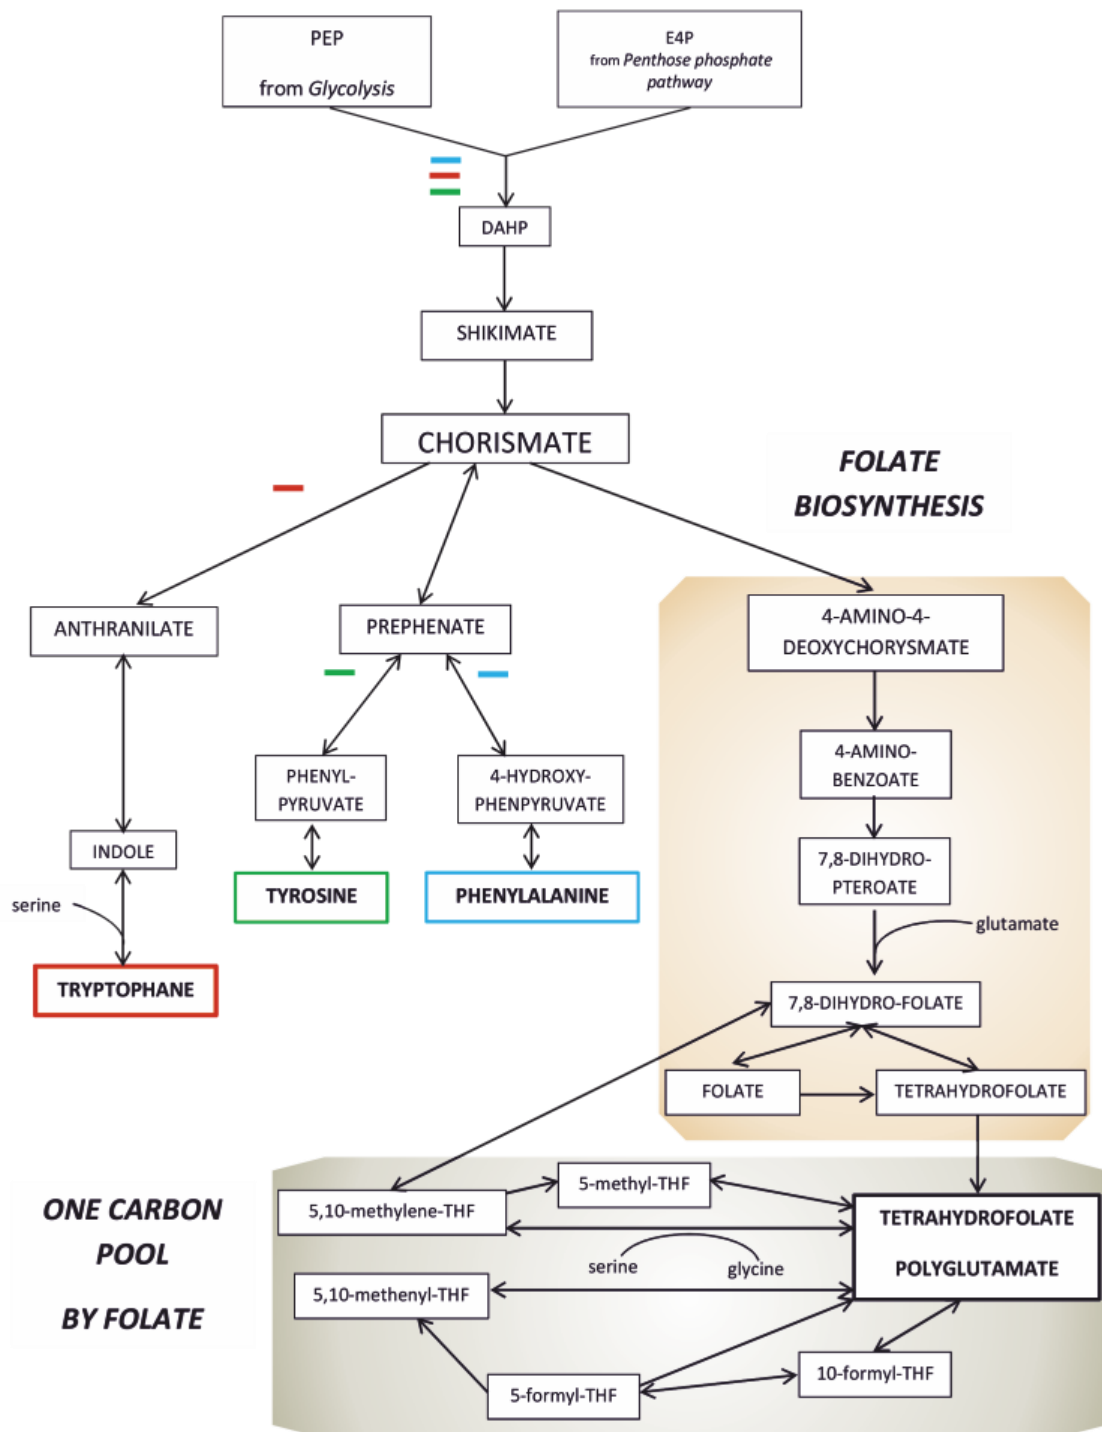 PEP
from Glycolysis
E4P
from Penthose phosphate
pathway
DAHP
SHIKIMATE
CHORISMATE
FOLATE
BIOSYNTHESIS
ANTHRANILATE
PREPHENATE
4-AMINO-4-
DEOXYCHORYSMATE
PHENYL-
PYRUVATE
4-HYDROXY-
PHENPYRUVATE
4-AMINO-
BENZOATE
INDOLE
7,8-DIHYDRO-
PTEROATE
serine
TYROSINE
PHENYLALANINE
glutamate
TRYPTOPHANE
7,8-DIHYDRO-FOLATE
FOLATE
TETRAHYDROFOLATE
ONE CARBON
POOL
BY FOLATE
5,10-methylene-THF
5-methyl-THF
TETRAHYDROFOLATE
POLYGLUTAMATE
serine
glycine
5,10-methenyl-THF
5-formyl-THF
10-formyl-THF